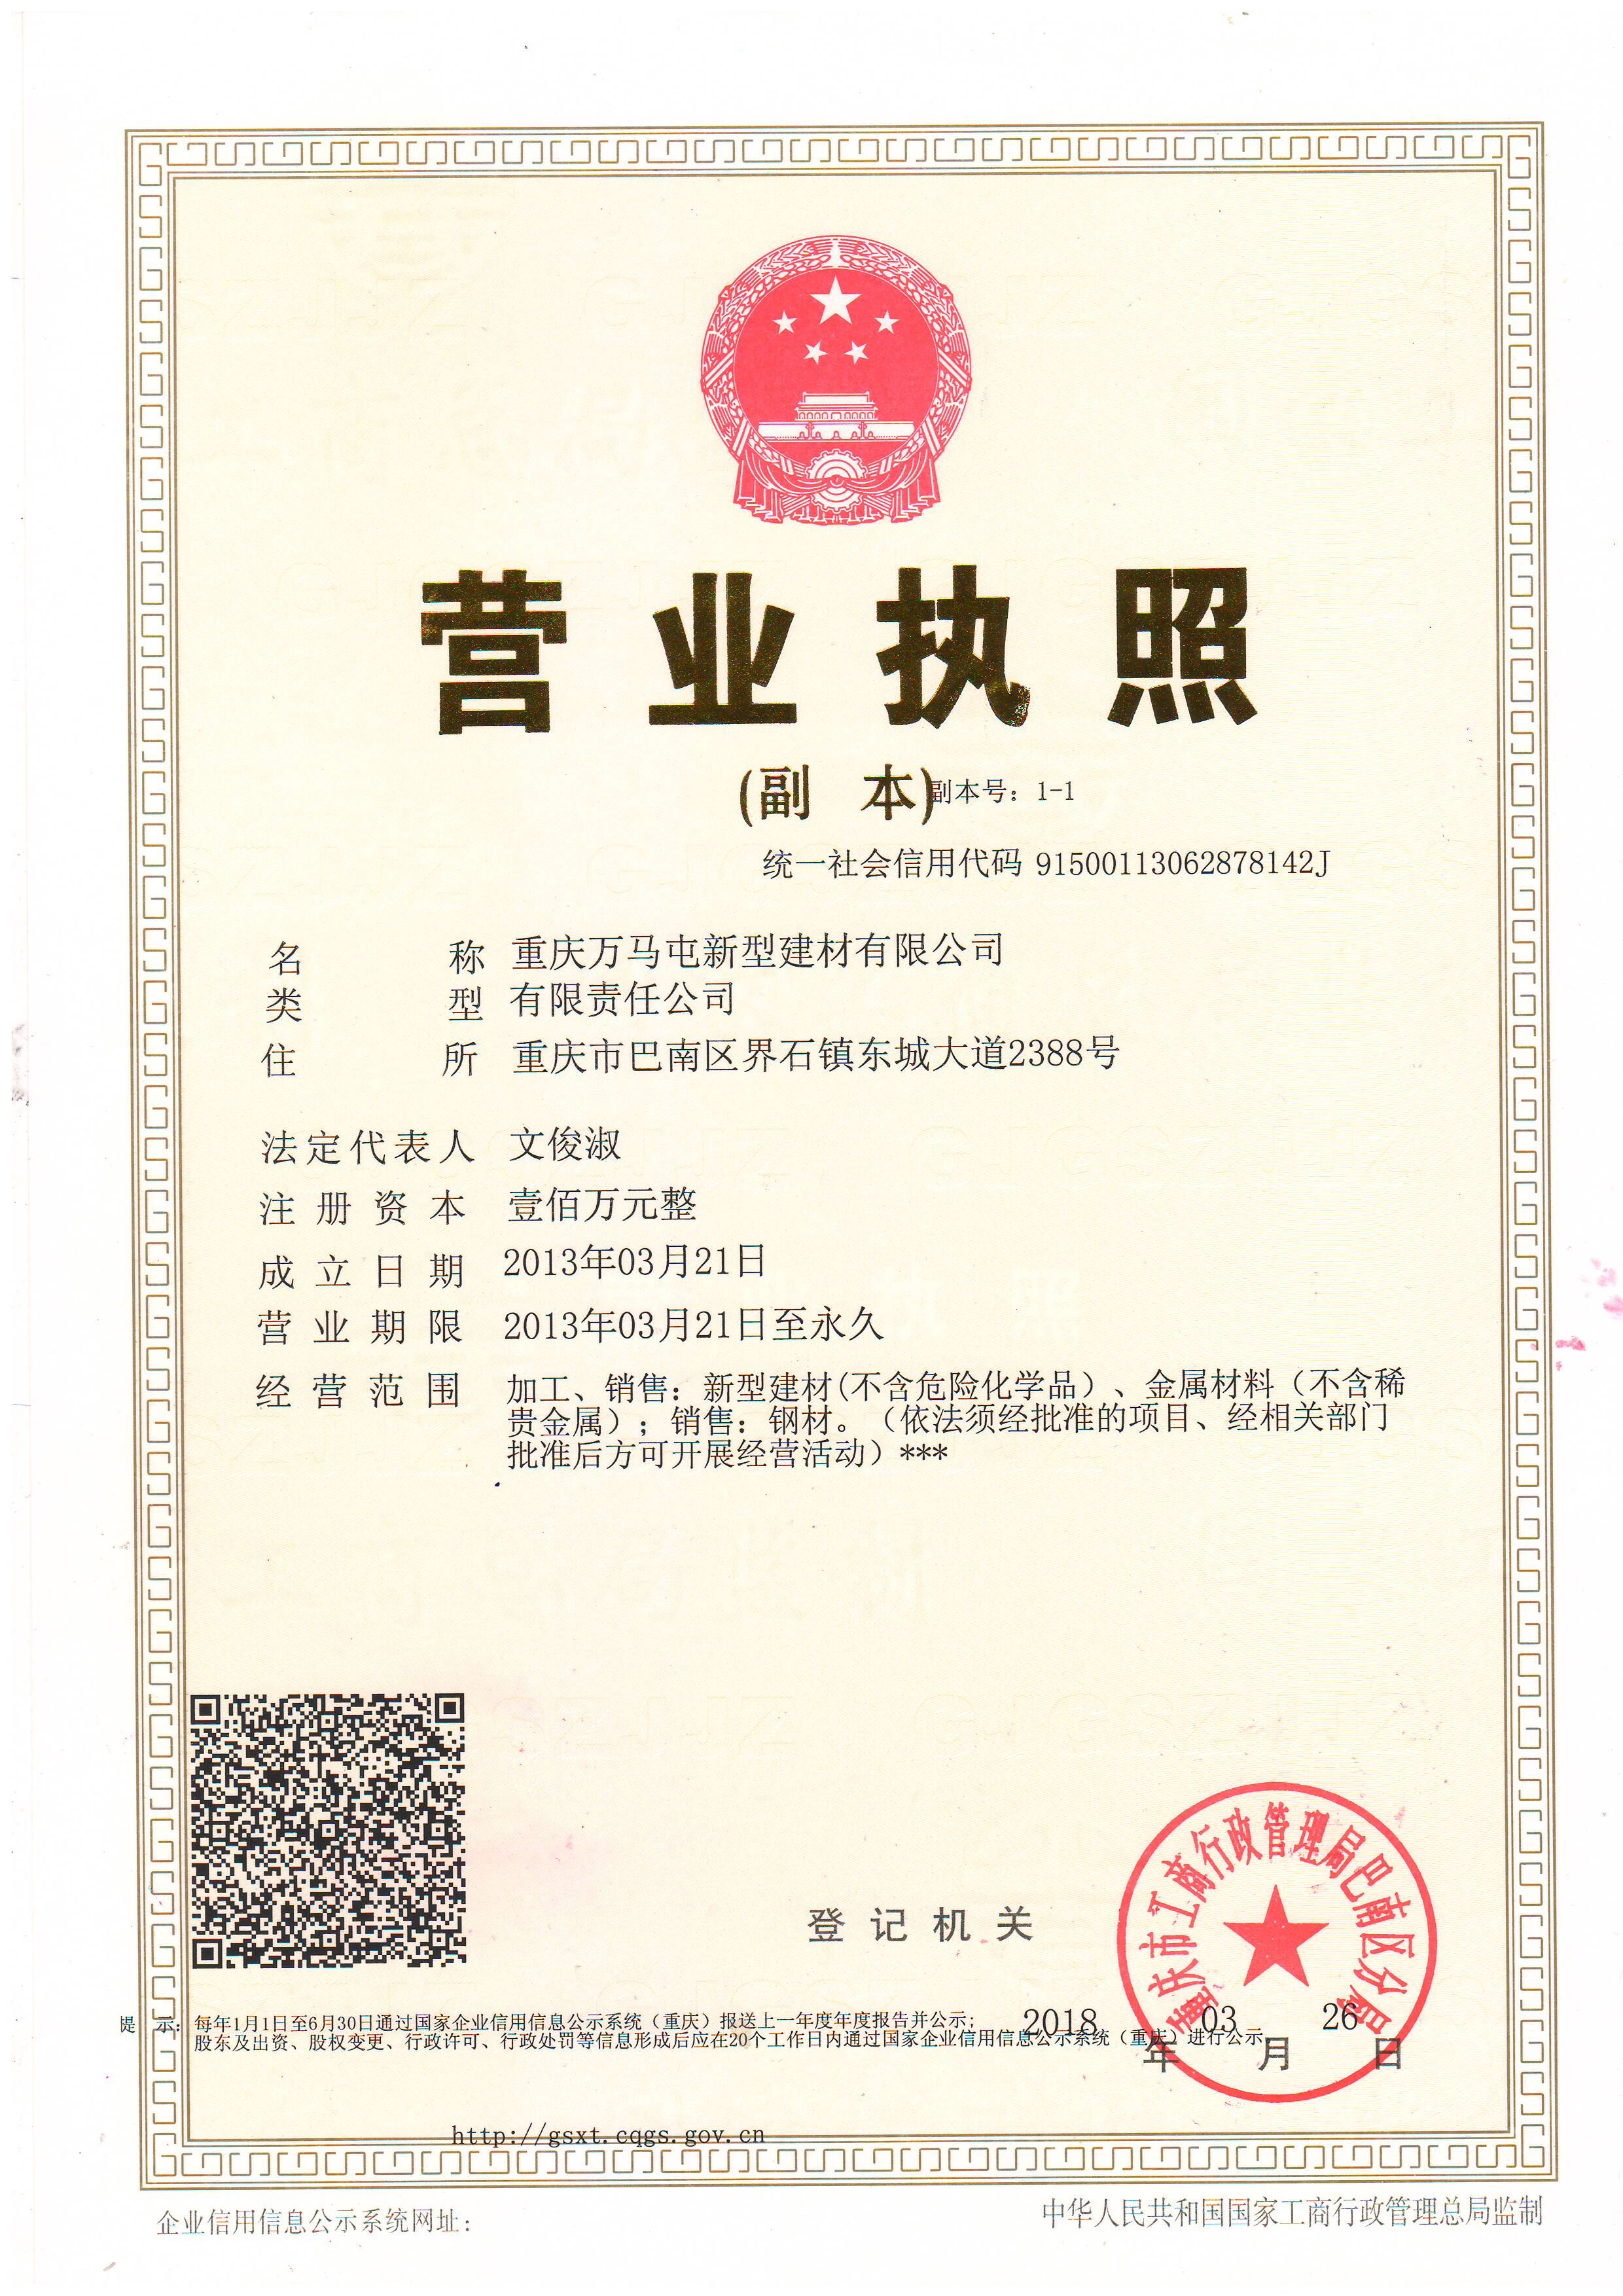 营业执照
(副 本)副本号：1-1
统一社会信用代码 91500113062878142J
名 称 重庆万马屯新型建材有限公司
类 型 有限责任公司
住 所 重庆市巴南区界石镇东城大道2388号
法定代表人 文俊淑
注册资本 壹佰万元整
成立日期 2013年03月21日
营业期限 2013年03月21日至永久
经营范围 加工、销售：新型建材(不含危险化学品）、金属材料（不含稀
贵金属）；销售：钢材。（依法须经批准的项目、经相关部门
批准后方可开展经营活动）***
登记机关
重庆市工商行政管理局巴南区分局
提 示：每年1月1日至6月30日通过国家企业信用信息公示系统（重庆）报送上一年度年度报告并公示;
股东及出资、股权变更、行政许可、行政处罚等信息形成后应在20个工作日内通过国家企业信用信息公示系统（重庆）进行公示
2018年03月26日
http://gsxt.cqgs.gov.cn
企业信用信息公示系统网址：
中华人民共和国国家工商行政管理总局监制